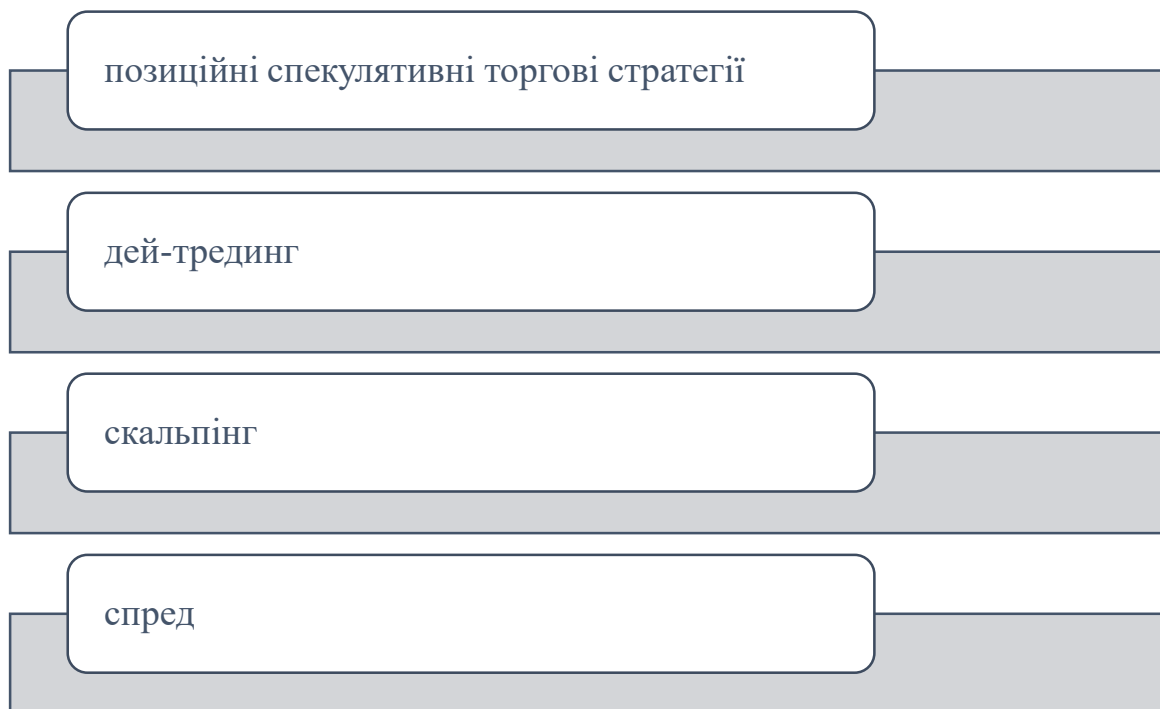 позиційні спекулятивні торгові стратегії
дей-трединг
скальпінг
спред